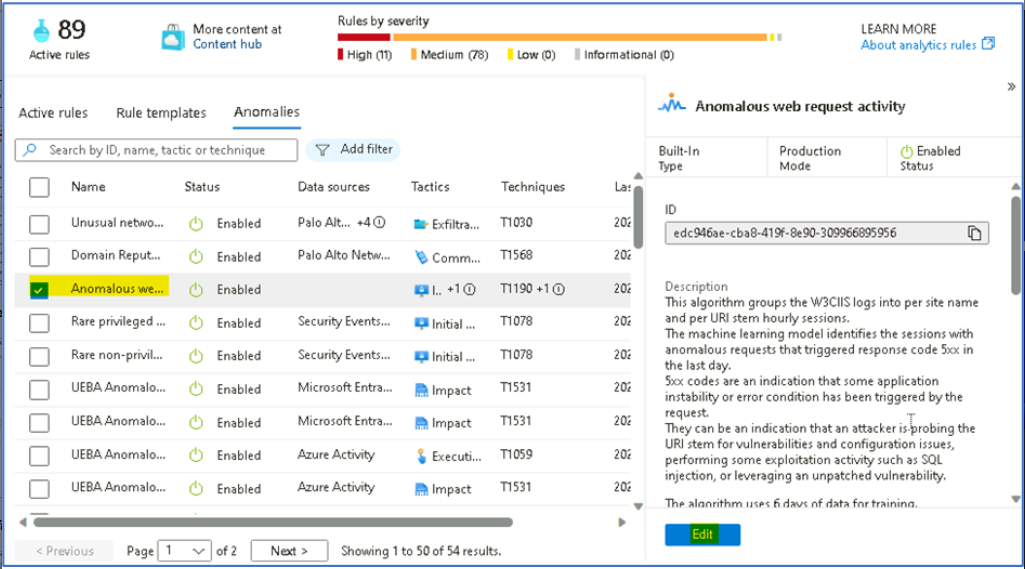 89
Active rules
More content at
Content hub
Rules by severity
High (11) Medium (78) Low (0) Informational (0)
LEARN MORE
About analytics rules
Active rules Rule templates Anomalies
Search by ID, name, tactic or technique Add filter
Name Status Data sources Tactics Techniques Las
Unusual netwo... Enabled Palo Alt... +4 Exfiltra... T1030 202
Domain Reput... Enabled Palo Alto Netw... Comm... T1568 202
Anomalous we... Enabled I.. +1 T1190 +1 202
Rare privileged ... Enabled Security Events... Initial ... T1078 202
Rare non-privil... Enabled Security Events... Initial ... T1078 202
UEBA Anomalo... Enabled Microsoft Entra... Impact T1531 202
UEBA Anomalo... Enabled Microsoft Entra... Impact T1531 202
UEBA Anomalo... Enabled Azure Activity Executi... T1059 202
UEBA Anomalo... Enabled Azure Activity Impact T1531 202
< Previous Page 1 of 2 Next > Showing 1 to 50 of 54 results.
»
Anomalous web request activity
Built-In Production Enabled
Type Mode Status
ID
edc946ae-cba8-419f-8e90-309966895956
Description
This algorithm groups the W3CIIS logs into per site name
and per URI stem hourly sessions.
The machine learning model identifies the sessions with
anomalous requests that triggered response code 5xx in
the last day.
5xx codes are an indication that some application
instability or error condition has been triggered by the
request.
They can be an indication that an attacker is probing the
URI stem for vulnerabilities and configuration issues,
performing some exploitation activity such as SQL
injection, or leveraging an unpatched vulnerability.
The algorithm uses 6 days of data for training.
Edit